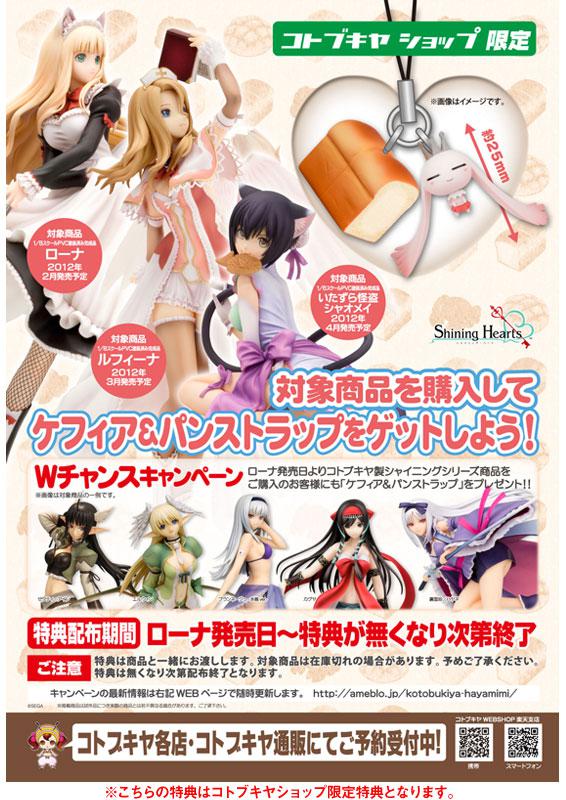 コトブキヤ ショップ 限定
※画像はイメージです。
約25mm
対象商品
1/8スケールPVC塗装済み完成品
ローナ
2012年
2月発売予定
対象商品
1/8スケールPVC塗装済み完成品
ルフィーナ
2012年
3月発売予定
対象商品
1/8スケールPVC塗装済み完成品
いたずら怪盗
シャオメイ
2012年
4月発売予定
Shining Hearts
対象商品を購入して
ケフィア&パンストラップをゲットしよう!
Wチャンスキャンペーン
※画像は対象商品の一例です。
ローナ発売日よりコトブキヤ製シャイニングシリーズ商品を
ご購入のお客様にも「ケフィア&パンストラップ」をプレゼント!!
特典配布期間 ローナ発売日〜特典が無くなり次第終了
ご注意
特典は商品と一緒にお渡しします。対象商品は在庫切れの場合があります。予めご了承ください。
特典は無くなり次第配布終了となります。
キャンペーンの最新情報は右記WEBページで随時更新します。 http://ameblo.jp/kotobukiya-hayamimi/
©SEGA
コトブキヤ各店・コトブキヤ通販にてご予約受付中!
コトブキヤ WEBSHOP 楽天支店
携帯
スマートフォン
※こちらの特典はコトブキヤショップ限定特典となります。